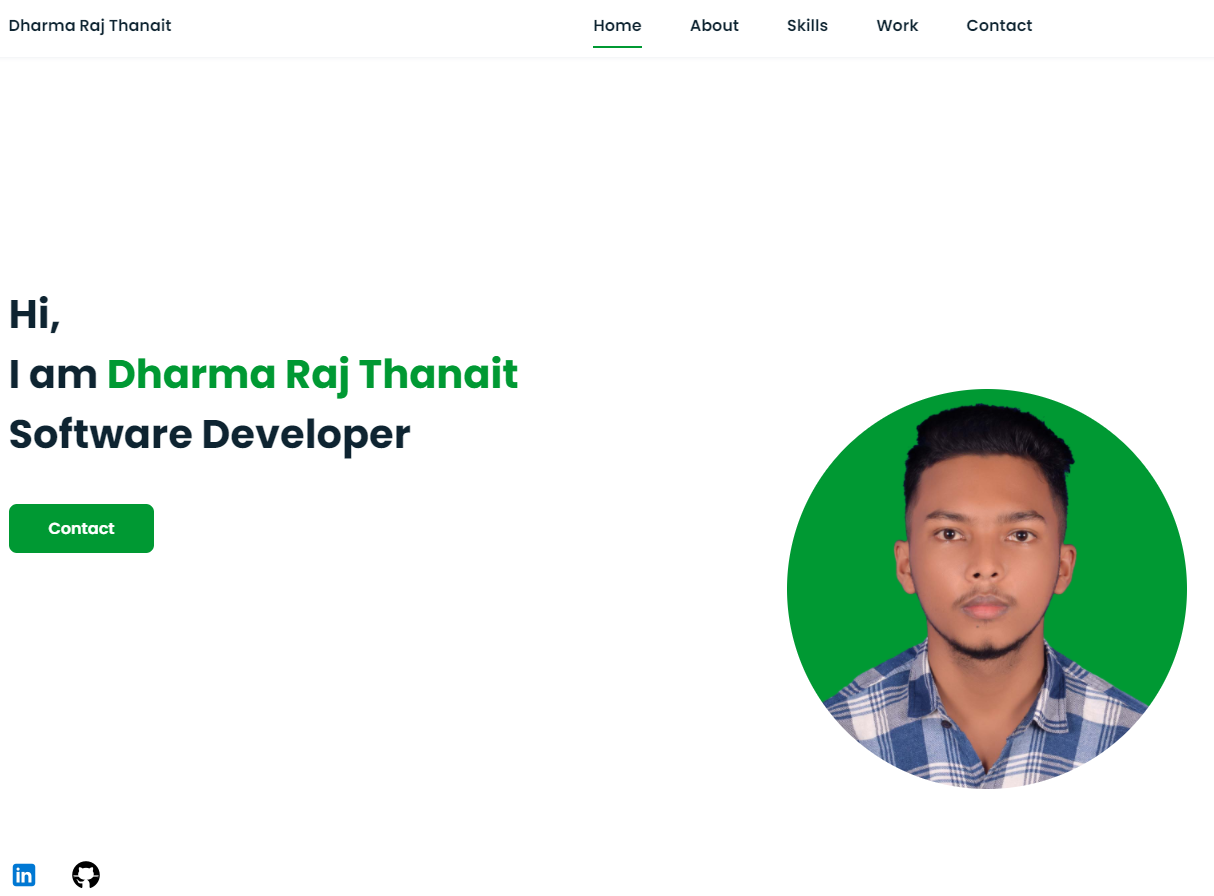 Dharma Raj Thanait
Home About Skills Work Contact
Hi,
I am Dharma Raj Thanait
Software Developer
Contact
in